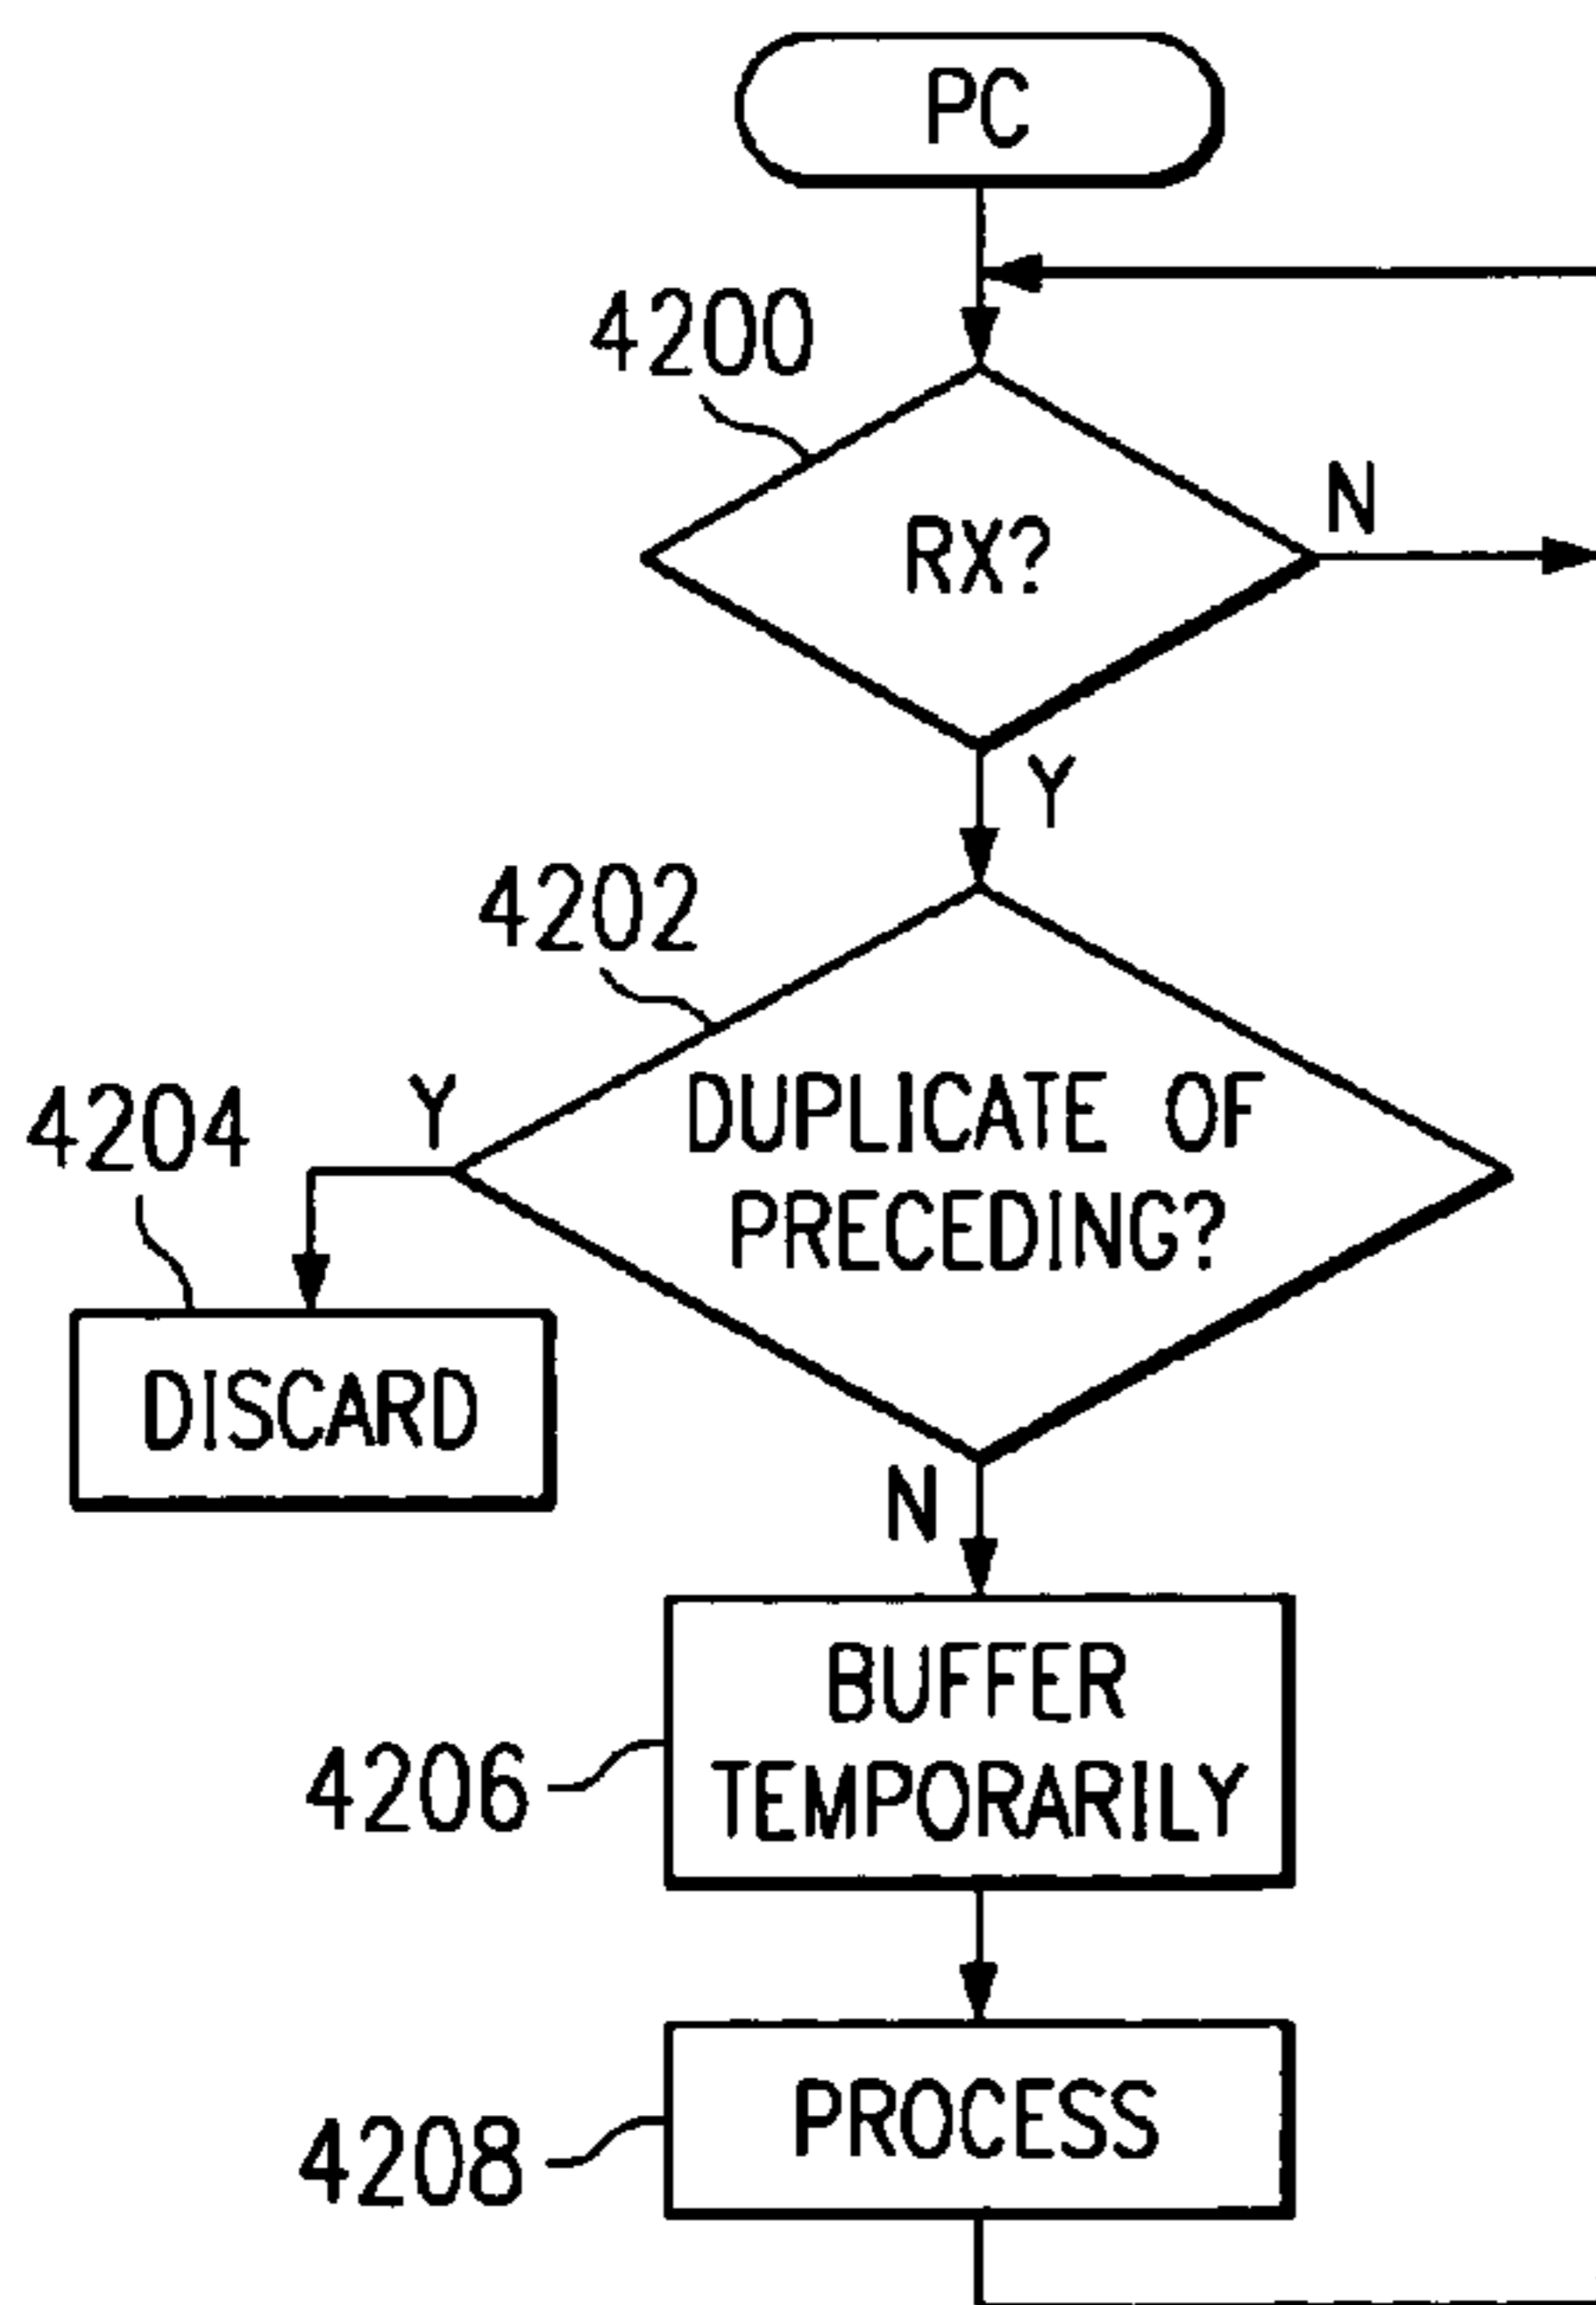 PC
4200
RX?
N
Y
4202
Y
4204
DUPLICATE OF
PRECEDING?
DISCARD
N
BUFFER
TEMPORARILY
4206
PROCESS
4208